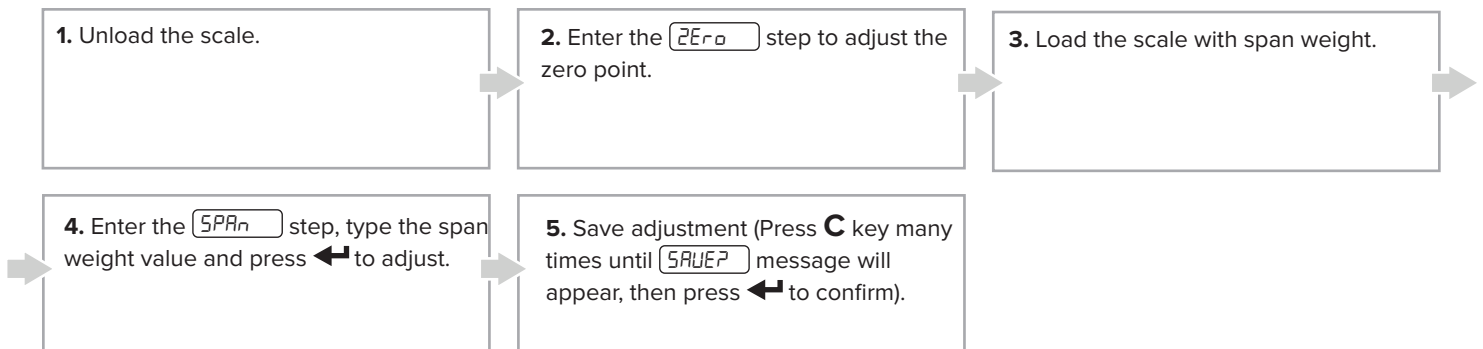 1. Unload the scale.
2. Enter the ZEro step to adjust the
zero point.
3. Load the scale with span weight.
4. Enter the SPAn step, type the span
weight value and press to adjust.
5. Save adjustment (Press C key many
times until SAVE? message will
appear, then press to confirm).